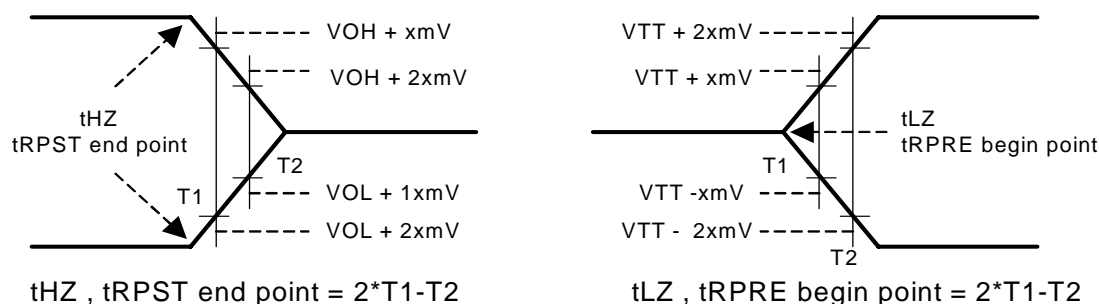 VOH + xmV
VOH + 2xmV
tHZ
tRPST end point
T1
T2
VOL + 1xmV
VOL + 2xmV
tHZ , tRPST end point = 2*T1-T2
VTT + 2xmV
VTT + xmV
tLZ
tRPRE begin point
T1
VTT -xmV
VTT - 2xmV
T2
tLZ , tRPRE begin point = 2*T1-T2